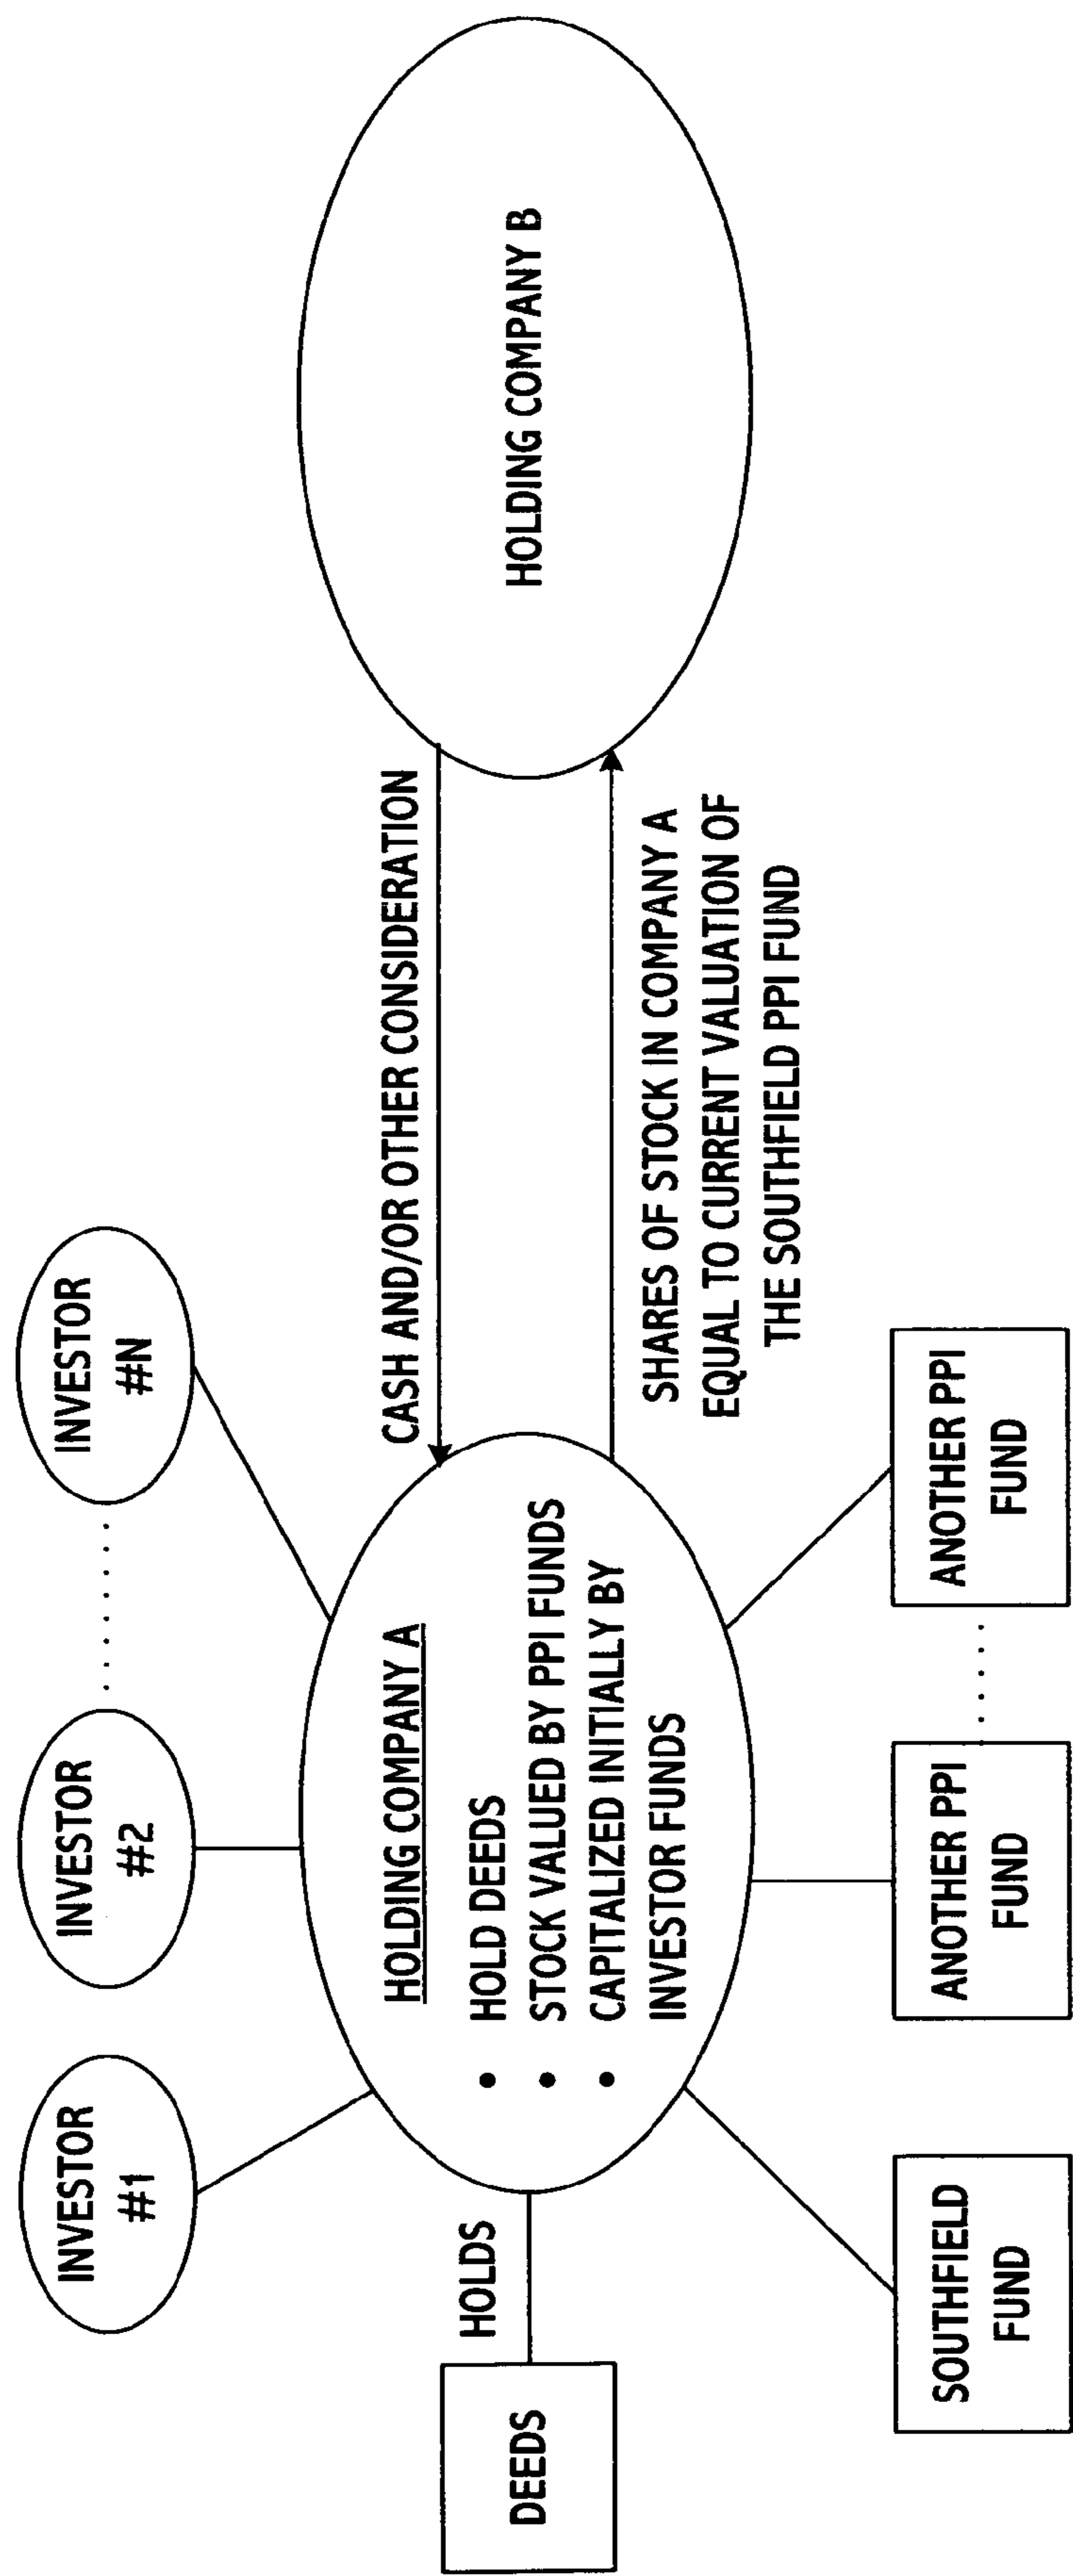 INVESTOR
#1
INVESTOR
#2
. . . . . . .
INVESTOR
#N
DEEDS
HOLDS
HOLDING COMPANY A
• HOLD DEEDS
• STOCK VALUED BY PPI FUNDS
• CAPITALIZED INITIALLY BY
INVESTOR FUNDS
CASH AND/OR OTHER CONSIDERATION
SHARES OF STOCK IN COMPANY A
EQUAL TO CURRENT VALUATION OF
THE SOUTHFIELD PPI FUND
HOLDING COMPANY B
SOUTHFIELD
FUND
ANOTHER PPI
FUND
. . . . .
ANOTHER PPI
FUND